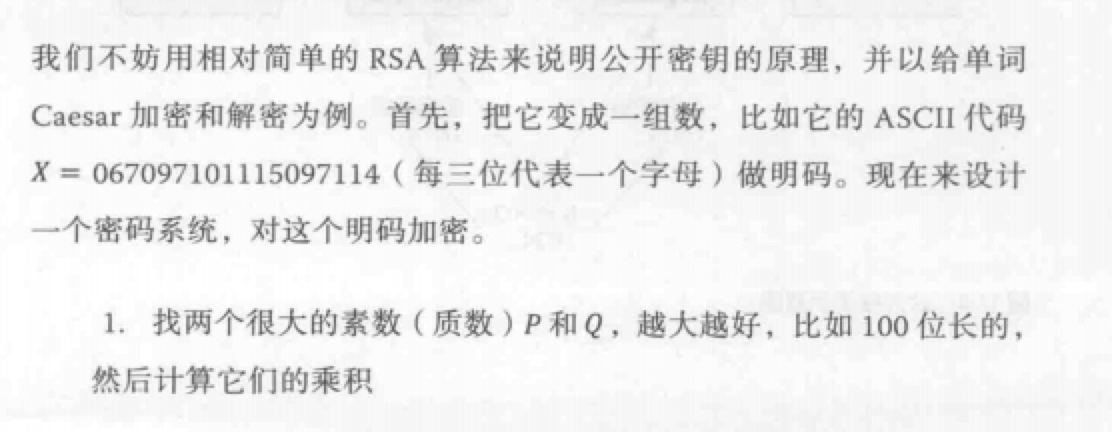 我们不妨用相对简单的 RSA 算法来说明公开密钥的原理，并以给单词
Caesar 加密和解密为例。首先，把它变成一组数，比如它的 ASCII 代码
X = 067097101115097114（每三位代表一个字母）做明码。现在来设计
一个密码系统，对这个明码加密。
1. 找两个很大的素数（质数）P 和 Q，越大越好，比如 100 位长的，
然后计算它们的乘积